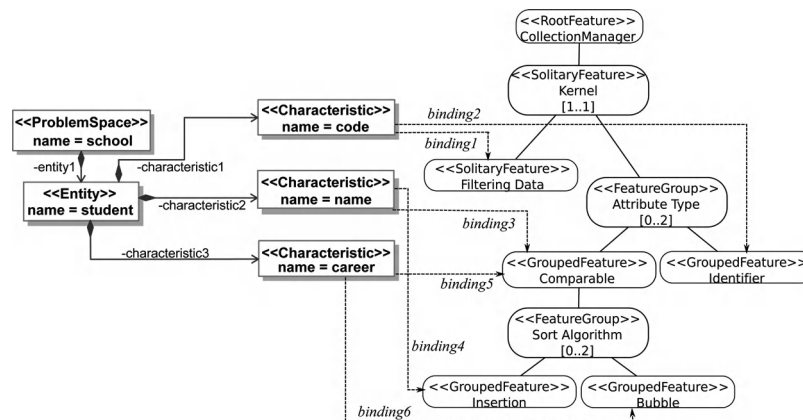 <<RootFeature>>
CollectionManager
<<SolitaryFeature>>
Kernel
[1..1]
<<ProblemSpace>>
name = school
-entity1
<<Entity>>
name = student
-characteristic1
-characteristic2
-characteristic3
<<Characteristic>>
name = code
<<Characteristic>>
name = name
<<Characteristic>>
name = career
binding2
binding1
binding3
binding5
binding4
binding6
<<SolitaryFeature>>
Filtering Data
<<FeatureGroup>>
Attribute Type
[0..2]
<<GroupedFeature>>
Comparable
<<GroupedFeature>>
Identifier
<<FeatureGroup>>
Sort Algorithm
[0..2]
<<GroupedFeature>>
Insertion
<<GroupedFeature>>
Bubble